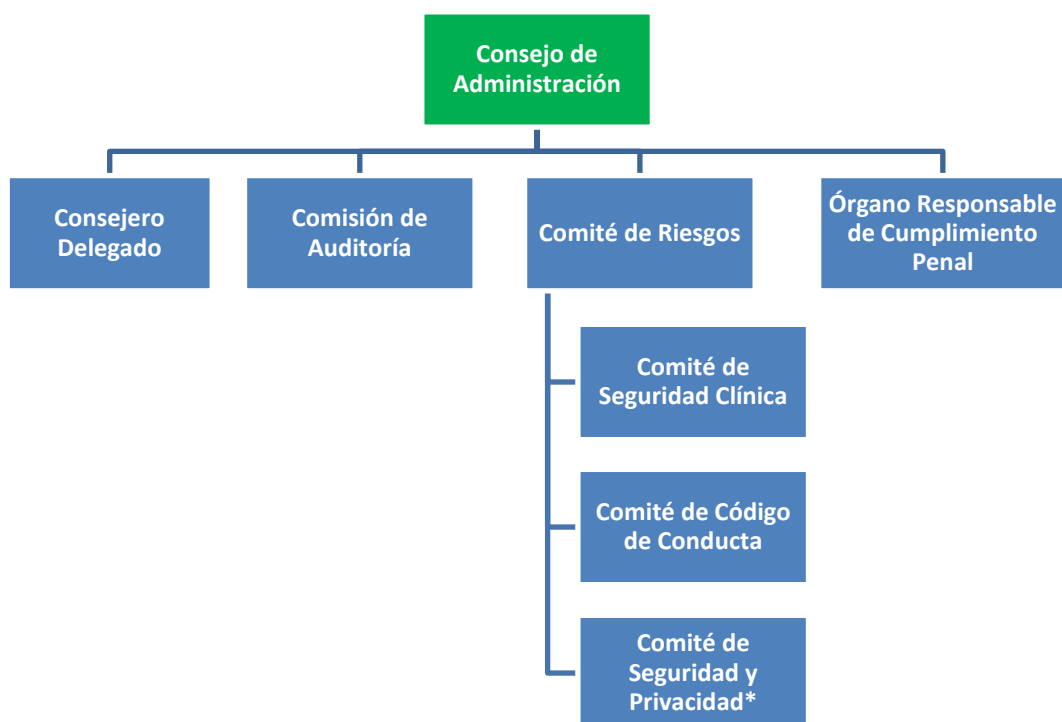 Consejo de
Administración
Consejero
Delegado
Comisión de
Auditoría
Comité de Riesgos
Órgano Responsable
de Cumplimiento
Penal
Comité de
Seguridad Clínica
Comité de Código
de Conducta
Comité de
Seguridad y
Privacidad*